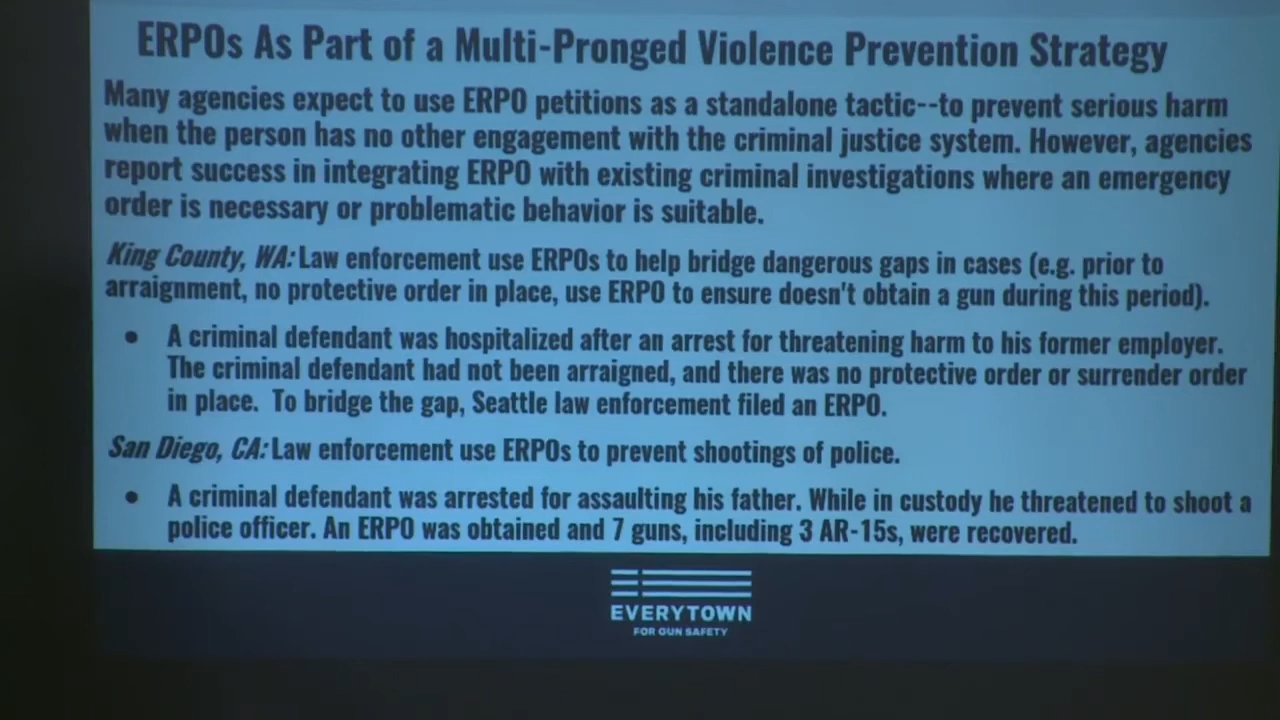 ERPOs As Part of a Multi-Pronged Violence Prevention Strategy
Many agencies expect to use ERPO petitions as a standalone tactic--to prevent serious harm
when the person has no other engagement with the criminal justice system. However, agencies
report success in integrating ERPO with existing criminal investigations where an emergency
order is necessary or problematic behavior is suitable.
King County, WA: Law enforcement use ERPOs to help bridge dangerous gaps in cases (e.g. prior to
arraignment, no protective order in place, use ERPO to ensure doesn't obtain a gun during this period).
• A criminal defendant was hospitalized after an arrest for threatening harm to his former employer.
The criminal defendant had not been arraigned, and there was no protective order or surrender order
in place. To bridge the gap, Seattle law enforcement filed an ERPO.
San Diego, CA: Law enforcement use ERPOs to prevent shootings of police.
• A criminal defendant was arrested for assaulting his father. While in custody he threatened to shoot a
police officer. An ERPO was obtained and 7 guns, including 3 AR-15s, were recovered.
EVERYTOWN
FOR GUN SAFETY